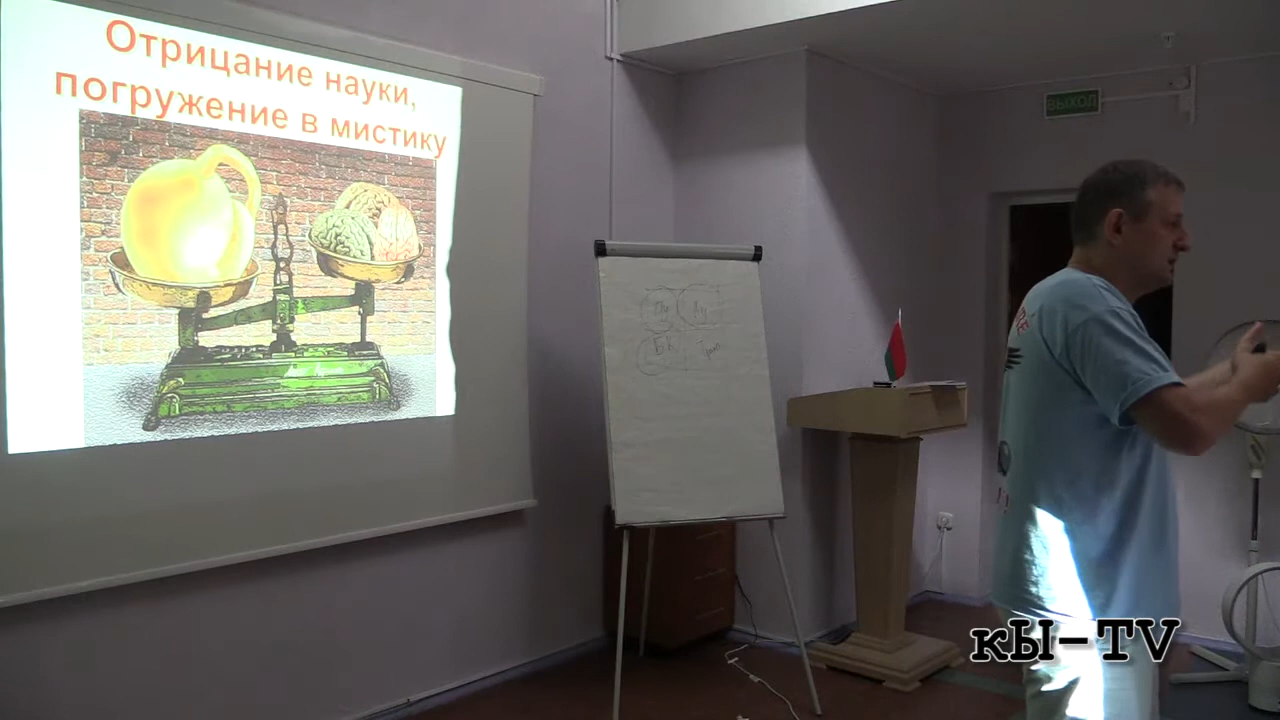 Отрицание науки,
погружение в мистику
ВЫХОД
кЫ-TV